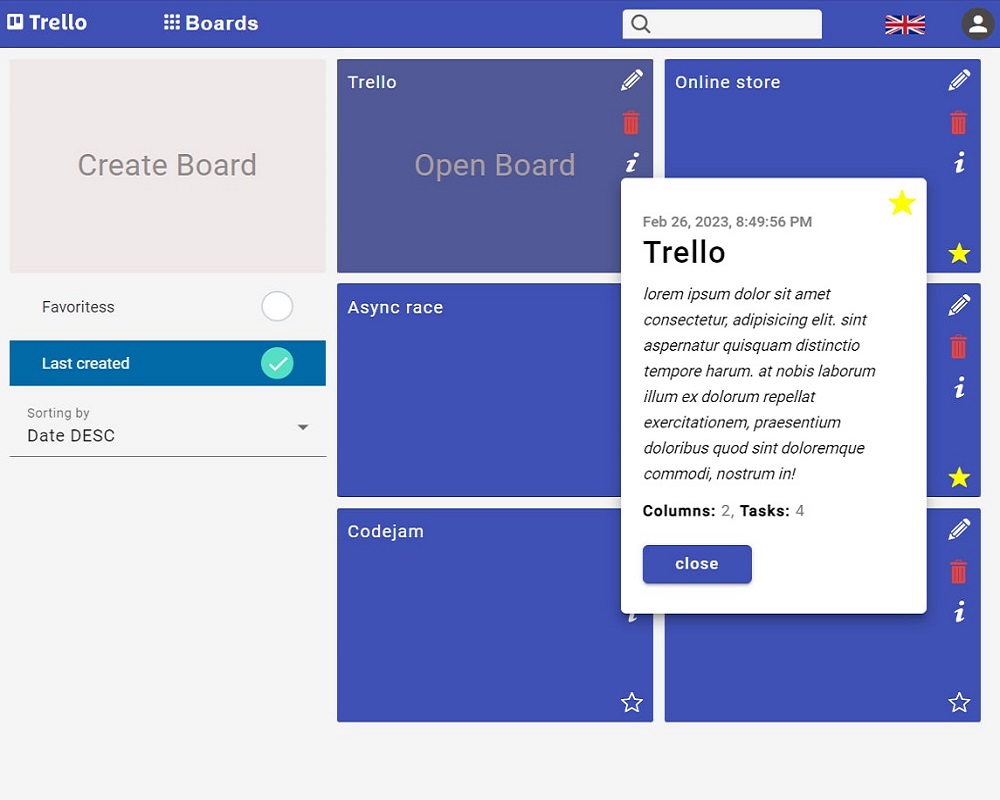 Trello
Boards
Create Board
Trello
Open Board
Online store
Favoritess
Last created
Sorting by
Date DESC
Async race
Codejam
Feb 26, 2023, 8:49:56 PM
Trello
lorem ipsum dolor sit amet
consectetur, adipisicing elit. sint
aspernatur quisquam distinctio
tempore harum. at nobis laborum
illum ex dolorum repellat
exercitationem, praesentium
doloribus quod sint doloremque
commodi, nostrum in!
Columns: 2, Tasks: 4
close